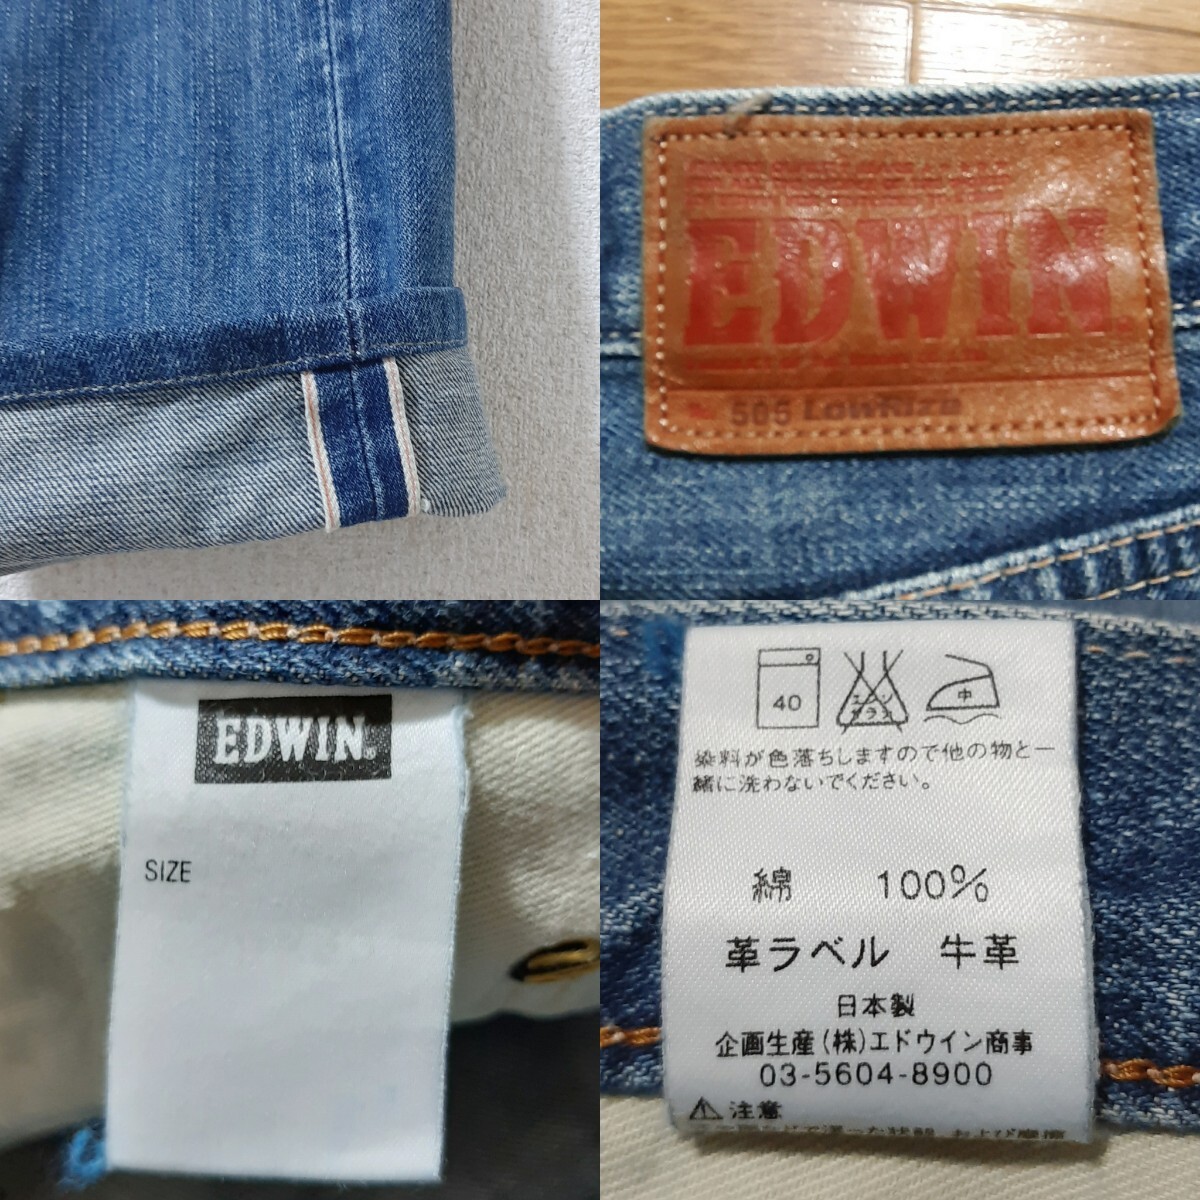 EDWIN.
505 LowRize
EDWIN.
SIZE
40
エンソ
サラシ
中
染料が色落ちしますので他の物と一
緒に洗わないでください。
綿 100%
革ラベル 牛革
日本製
企画生産(株)エドウイン商事
03-5604-8900
⚠注意